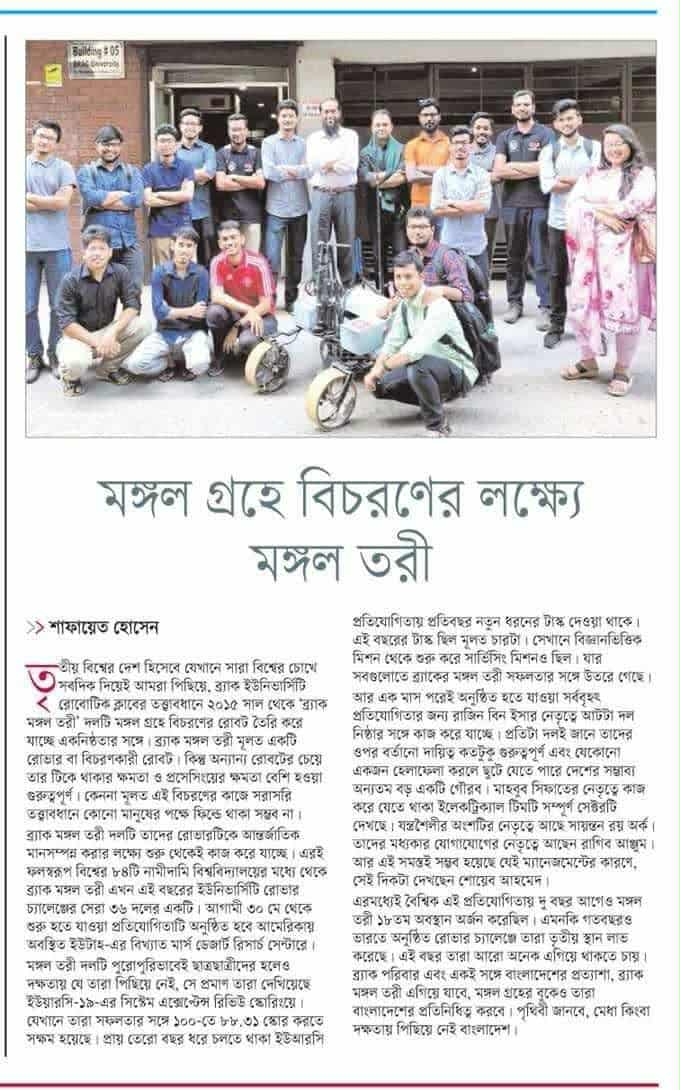 Building # 05
BRAC University
মঙ্গল গ্রহে বিচরণের লক্ষ্যে
মঙ্গল তরী
>> শাফায়েত হোসেন
তৃতীয় বিশ্বের দেশ হিসেবে যেখানে সারা বিশ্বের চোখে
সবদিক দিয়েই আমরা পিছিয়ে, ব্র্যাক ইউনিভার্সিটি
রোবোটিক ক্লাবের তত্ত্বাবধানে ২০১৫ সাল থেকে ‘ব্র্যাক
মঙ্গল তরী’ দলটি মঙ্গল গ্রহে বিচরণের রোবট তৈরি করে
যাচ্ছে একনিষ্ঠতার সঙ্গে। ব্র্যাক মঙ্গল তরী মূলত একটি
রোভার বা বিচরণকারী রোবট। কিন্তু অন্যান্য রোবটের চেয়ে
তার টিকে থাকার ক্ষমতা ও প্রসেসিংয়ের ক্ষমতা বেশি হওয়া
গুরুত্বপূর্ণ। কেননা মূলত এই বিচরণের কাজে সরাসরি
তত্ত্বাবধানে কোনো মানুষের পক্ষে ফিল্ডে থাকা সম্ভব না।
ব্র্যাক মঙ্গল তরী দলটি তাদের রোভারটিকে আন্তর্জাতিক
মানসম্পন্ন করার লক্ষ্যে শুরু থেকেই কাজ করে যাচ্ছে। এরই
ফলস্বরূপ বিশ্বের ৮৪টি নামীদামি বিশ্ববিদ্যালয়ের মধ্যে থেকে
ব্র্যাক মঙ্গল তরী এখন এই বছরের ইউনিভার্সিটি রোভার
চ্যালেঞ্জের সেরা ৩৬ দলের একটি। আগামী ৩০ মে থেকে
শুরু হতে যাওয়া প্রতিযোগিতাটি অনুষ্ঠিত হবে আমেরিকায়
অবস্থিত ইউটাহ-এর বিখ্যাত মার্স ডেজার্ট রিসার্চ সেন্টারে।
মঙ্গল তরী দলটি পুরোপুরিভাবেই ছাত্রছাত্রীদের হলেও
দক্ষতায় যে তারা পিছিয়ে নেই, সে প্রমাণ তারা দেখিয়েছে
ইউয়ারসি-১৯-এর সিস্টেম এক্সেপ্টেন্স রিভিউ স্কোরিংয়ে।
যেখানে তারা সফলতার সঙ্গে ১০০-তে ৮৮.৩১ স্কোর করতে
সক্ষম হয়েছে। প্রায় তেরো বছর ধরে চলতে থাকা ইউআরসি
প্রতিযোগিতায় প্রতিবছর নতুন ধরনের টাস্ক দেওয়া থাকে।
এই বছরের টাস্ক ছিল মূলত চারটা। সেখানে বিজ্ঞানভিত্তিক
মিশন থেকে শুরু করে সার্ভিসিং মিশনও ছিল। যার
সবগুলোতে ব্র্যাকের মঙ্গল তরী সফলতার সঙ্গে উতরে গেছে।
আর এক মাস পরেই অনুষ্ঠিত হতে যাওয়া সর্ববৃহৎ
প্রতিযোগিতার জন্য রাজিন বিন ইসার নেতৃত্বে আটটা দল
নিষ্ঠার সঙ্গে কাজ করে যাচ্ছে। প্রতিটা দলই জানে তাদের
ওপর বর্তানো দায়িত্ব কতটুকু গুরুত্বপূর্ণ এবং যেকোনো
একজন হেলাফেলা করলে ছুটে যেতে পারে দেশের সম্ভাব্য
অন্যতম বড় একটি গৌরব। মাহবুব সিফাতের নেতৃত্বে কাজ
করে যেতে থাকা ইলেকট্রিক্যাল টিমটি সম্পূর্ণ সেক্টরটি
দেখছে। যন্ত্রশৈলীর অংশটির নেতৃত্বে আছে সায়ন্তন রয় অর্ক।
তাদের মধ্যকার যোগাযোগের নেতৃত্বে আছেন রাগিব আঞ্জুম।
আর এই সমস্তই সম্ভব হয়েছে যেই ম্যানেজমেন্টের কারণে,
সেই দিকটা দেখছেন শোয়েব আহমেদ।
এরমধ্যেই বৈশ্বিক এই প্রতিযোগিতায় দু বছর আগেও মঙ্গল
তরী ১৮তম অবস্থান অর্জন করেছিল। এমনকি গতবছরও
ভারতে অনুষ্ঠিত রোভার চ্যালেঞ্জে তারা তৃতীয় স্থান লাভ
করেছে। এই বছর তারা আরো অনেক এগিয়ে থাকতে চায়।
ব্র্যাক পরিবার এবং একই সঙ্গে বাংলাদেশের প্রত্যাশা, ব্র্যাক
মঙ্গল তরী এগিয়ে যাবে, মঙ্গল গ্রহের বুকেও তারা
বাংলাদেশের প্রতিনিধিত্ব করবে। পৃথিবী জানবে, মেধা কিংবা
দক্ষতায় পিছিয়ে নেই বাংলাদেশ।